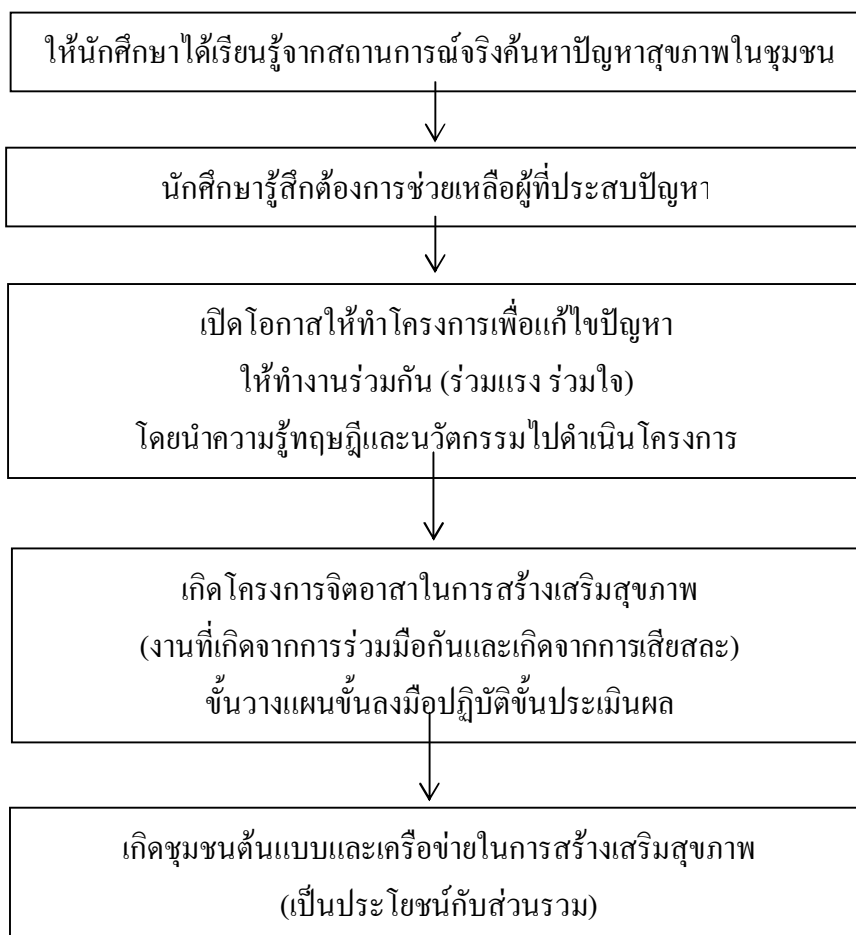 ให้นักศึกษาได้เรียนรู้จากสถานการณ์จริงค้นหาปัญหาสุขภาพในชุมชน
นักศึกษารู้สึกต้องการช่วยเหลือผู้ที่ประสบปัญหา
เปิดโอกาสให้ทำโครงการเพื่อแก้ไขปัญหา
ให้ทำงานร่วมกัน (ร่วมแรง ร่วมใจ)
โดยนำความรู้ทฤษฎีและนวัตกรรมไปดำเนินโครงการ
เกิดโครงการจิตอาสาในการสร้างเสริมสุขภาพ
(งานที่เกิดจากการร่วมมือกันและเกิดจากการเสียสละ)
ขั้นวางแผนขั้นลงมือปฏิบัติขั้นประเมินผล
เกิดชุมชนต้นแบบและเครือข่ายในการสร้างเสริมสุขภาพ
(เป็นประโยชน์กับส่วนรวม)